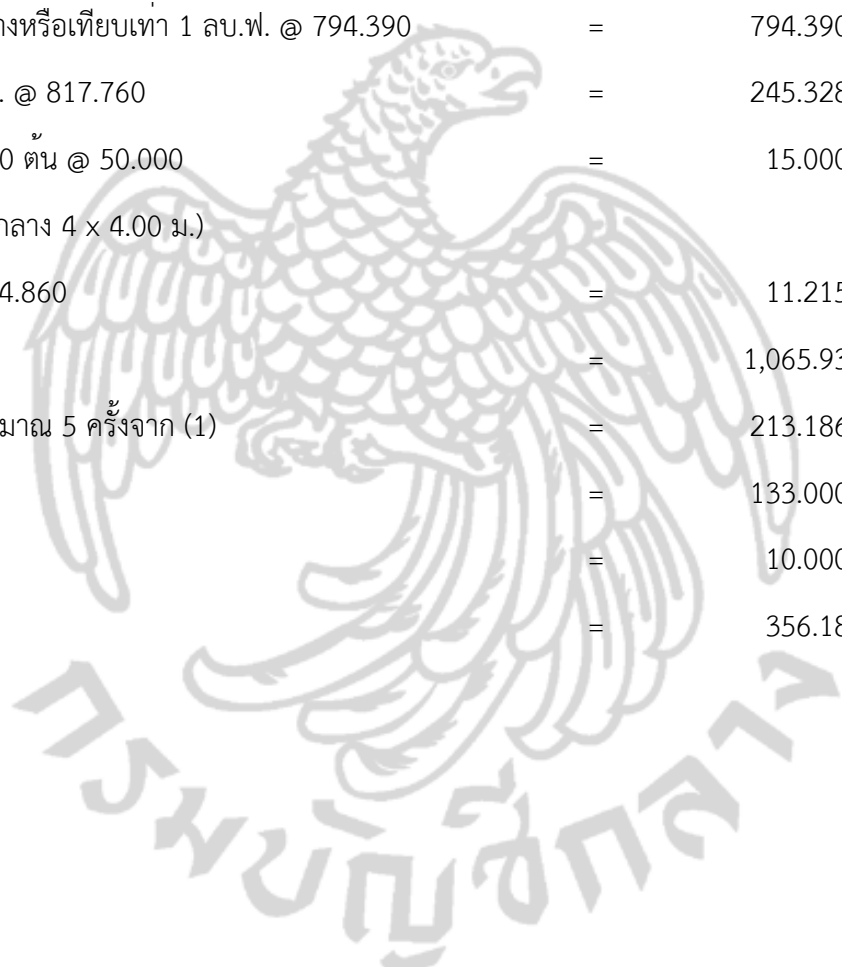 างหรือเทียบเท่า 1 ลบ.ฟ. @ 794.390 = 794.390
. @ 817.760 = 245.328
0 ต้น @ 50.000 = 15.000
กลาง 4 x 4.00 ม.)
4.860 = 11.215
= 1,065.93
มาณ 5 ครั้งจาก (1) = 213.186
= 133.000
= 10.000
= 356.18
กรมบัญชีกลาง